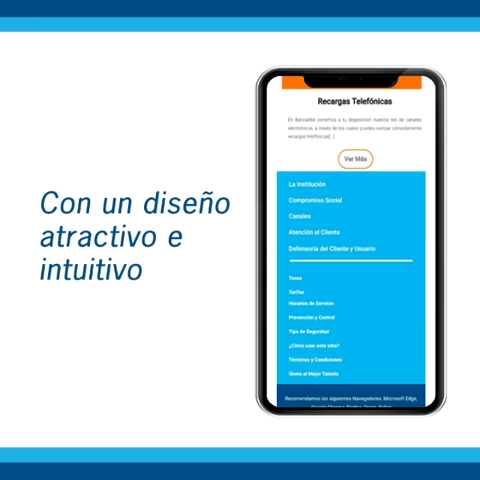 Con un diseño
atractivo e
intuitivo
Recargas Telefónicas
En Bancaribe ponemos a tu disposición nuestra red de canales
electrónicos, a través de los cuales puedes realizar cómodamente
recargas telefónicas[...]
Ver Más
La Institución
Compromiso Social
Canales
Atención al Cliente
Defensoría del Cliente y Usuario
Tasas
Tarifas
Horarios de Servicio
Prevención y Control
Tips de Seguridad
¿Cómo usar este sitio?
Términos y Condiciones
Únete al Mejor Talento
Recomendamos los siguientes Navegadores: Microsoft Edge,